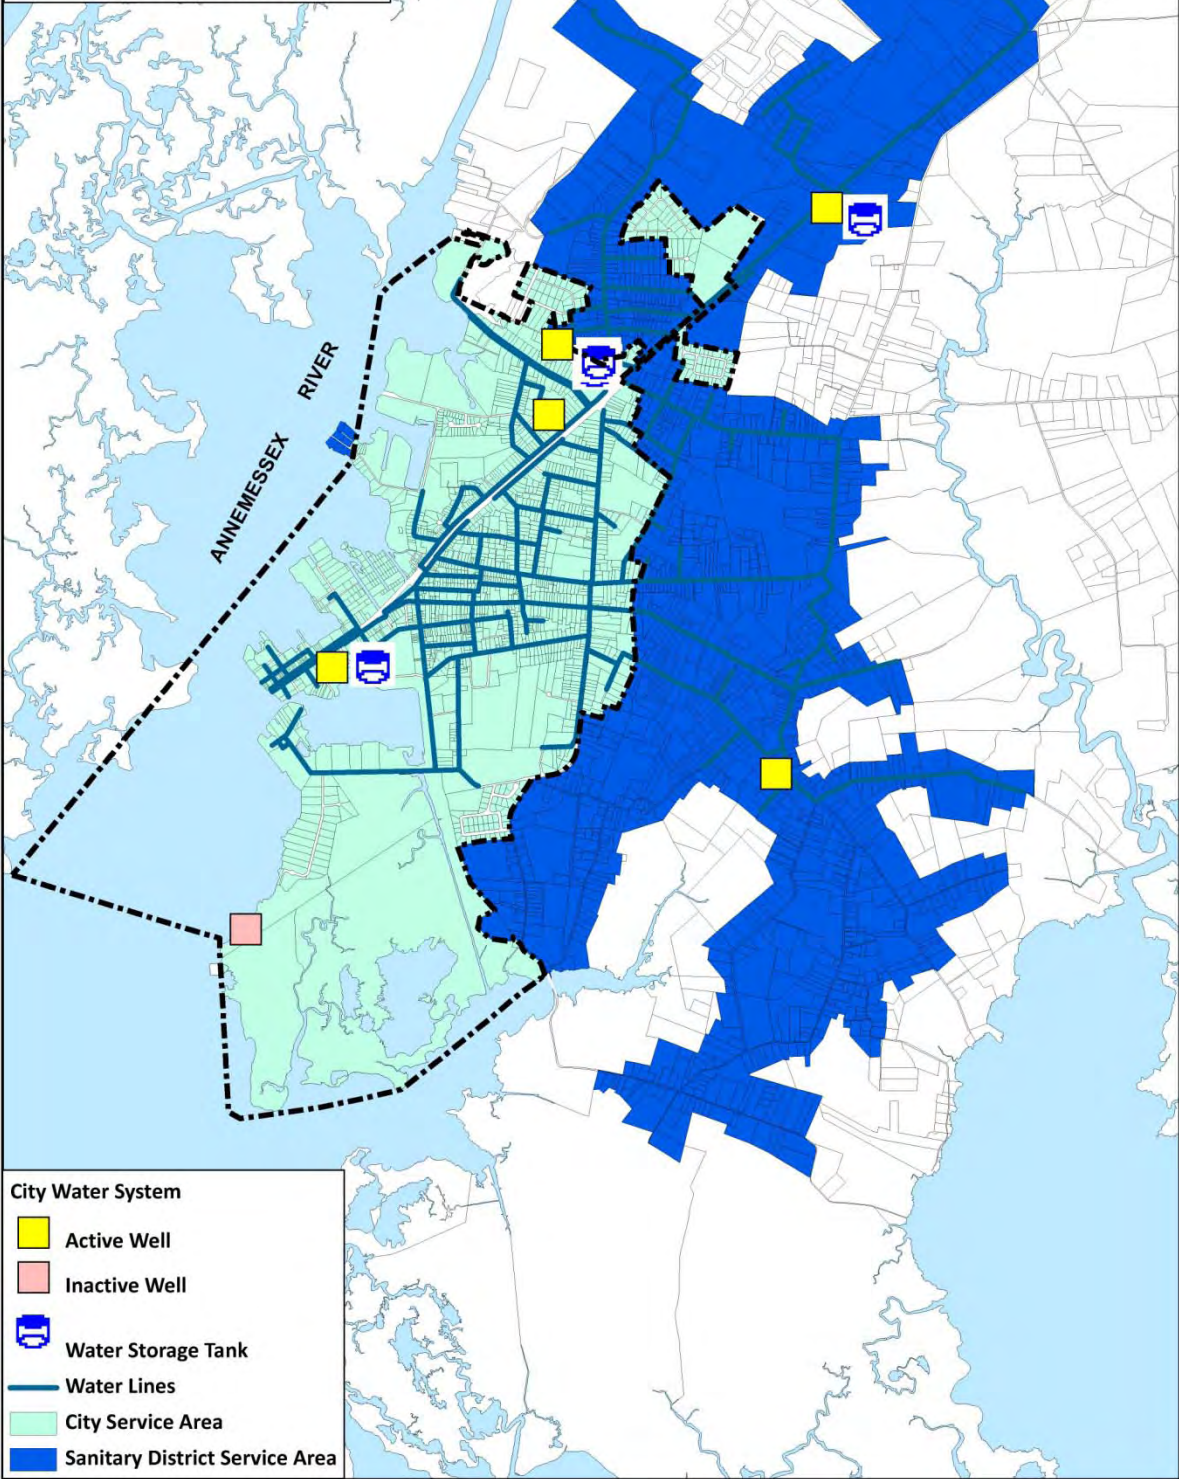 RIVER
ANNEMESSEX
City Water System
Active Well
Inactive Well
Water Storage Tank
Water Lines
City Service Area
Sanitary District Service Area